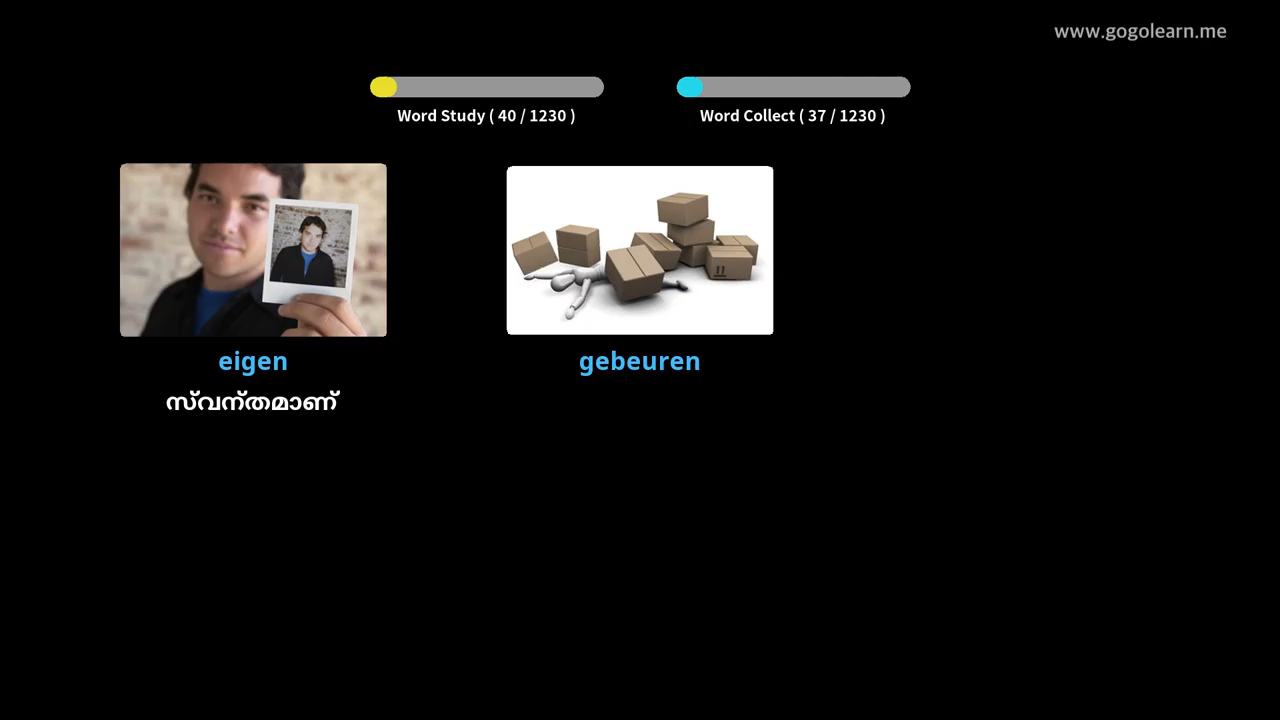 www.gogolearn.me
Word Study ( 40 / 1230 )
Word Collect ( 37 / 1230 )
eigen
gebeuren
സ്വന്തമാണ്